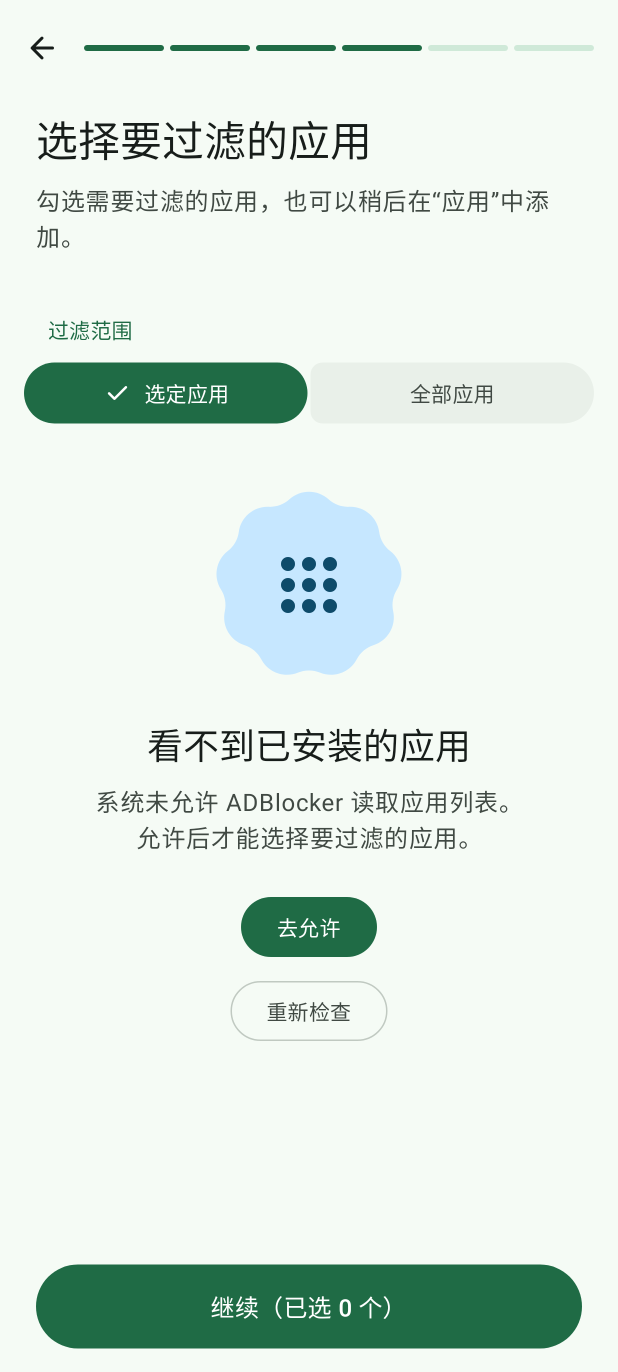 选择要过滤的应用
勾选需要过滤的应用，也可以稍后在“应用”中添
加。
过滤范围
选定应用
全部应用
看不到已安装的应用
系统未允许 ADBlocker 读取应用列表。
允许后才能选择要过滤的应用。
去允许
重新检查
继续（已选 0 个）